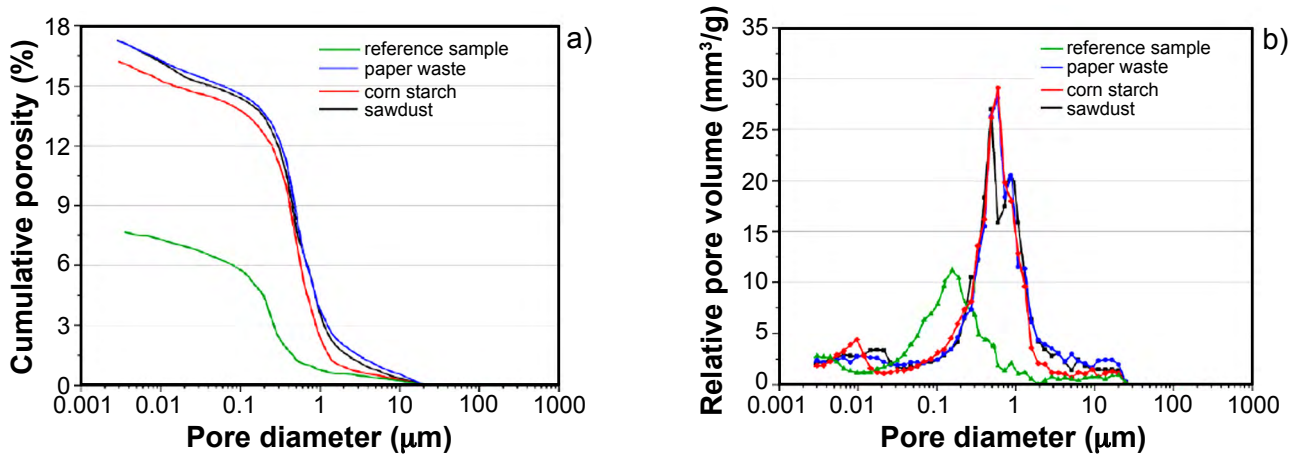 a)
reference sample
paper waste
corn starch
sawdust
Cumulative porosity (%)
18
15
12
9
6
3
0
0.001 0.01 0.1 1 10 100 1000
Pore diameter (μm)
b)
reference sample
paper waste
corn starch
sawdust
Relative pore volume (mm³/g)
35
30
25
20
15
10
5
0
0.001 0.01 0.1 1 10 100 1000
Pore diameter (μm)